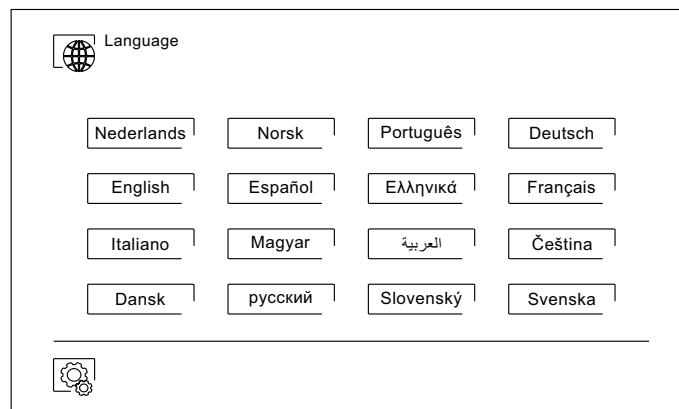 Language
Nederlands Norsk Português Deutsch
English Español Ελληνικά Français
Italiano Magyar العربية Čeština
Dansk русский Slovenský Svenska